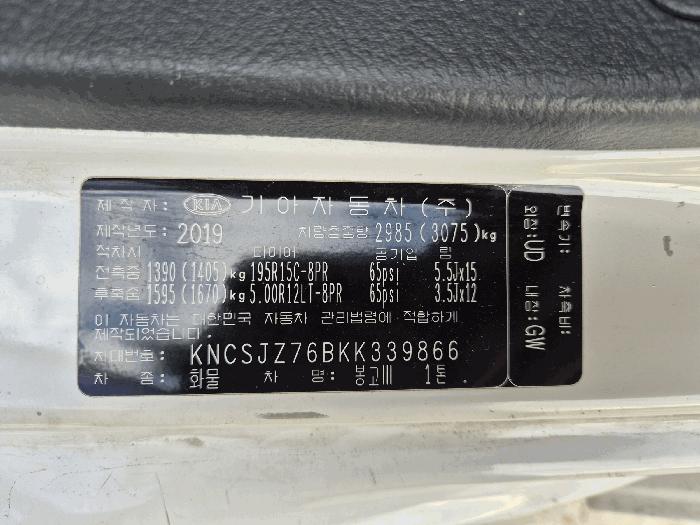 제 작 자 : KIA 기아자동차(주)
제작년도 : 2019 차량총중량 2985(3075)kg
적차시 타이어 공기압 림
전축중 1390(1405)kg 195R15C-8PR 65psi 5.5Jx15
후축중 1595(1670)kg 5.00R12LT-8PR 65psi 3.5Jx12
이 자동차는 대한민국 자동차 관리법령에 적합하게
제작되었습니다.
차대번호 : KNCSJZ76BKK339866
차 종 : 화물 차 명 : 봉고III 1톤.
변속기: 차축비:
외장:UD 내장:GW